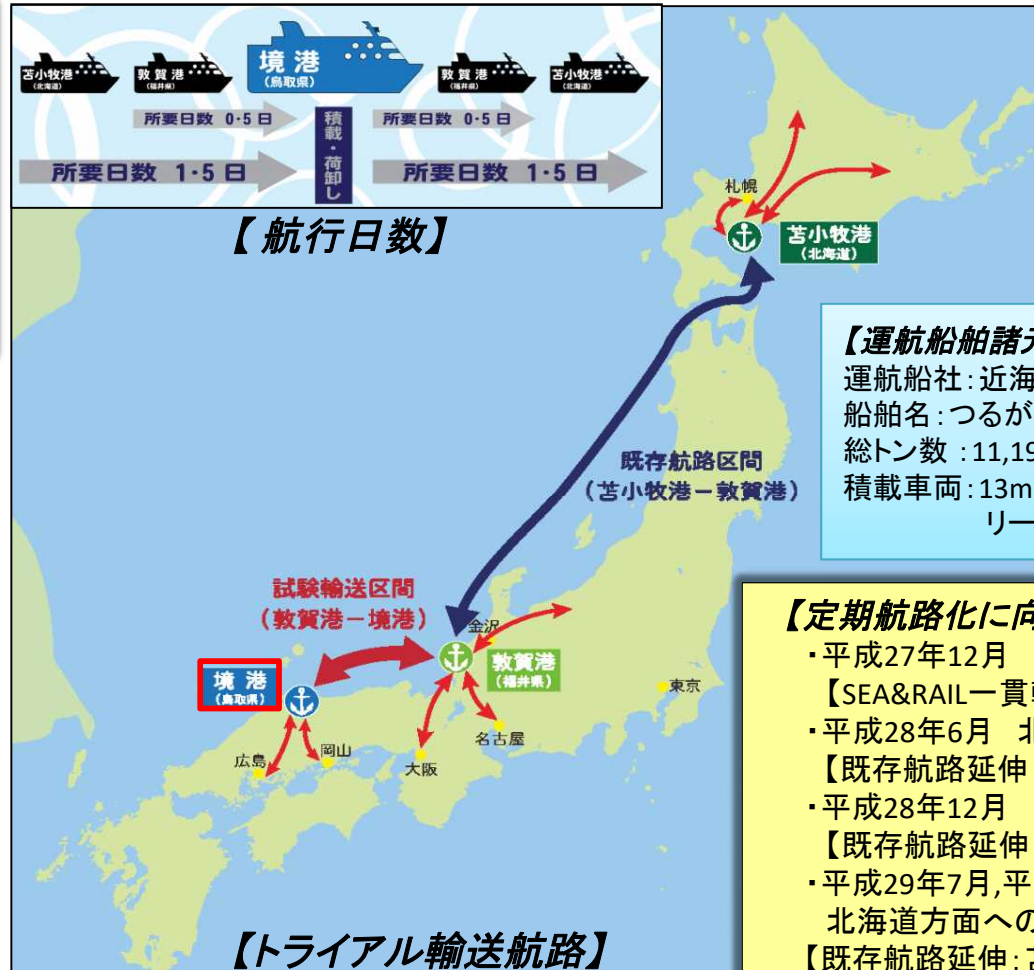 苫小牧港
(北海道)
敦賀港
(福井県)
境港
(鳥取県)
敦賀港
(福井県)
苫小牧港
(北海道)
所要日数 0・5日
積載・荷卸し
所要日数 0・5日
所要日数 1・5日
所要日数 1・5日
【航行日数】
札幌
苫小牧港
(北海道)
【運航船舶諸元
運航船社:近海
船舶名:つるが
総トン数 :11,19
積載車両:13m
リー
既存航路区間
(苫小牧港-敦賀港)
試験輸送区間
(敦賀港-境港)
金沢
敦賀港
(福井県)
境 港
(鳥取県)
東京
名古屋
大阪
岡山
広島
【定期航路化に向
・平成27年12月
【SEA&RAIL一貫
・平成28年6月 北
【既存航路延伸
・平成28年12月
【既存航路延伸
・平成29年7月,平
北海道方面への
【既存航路延伸:
【トライアル輸送航路】